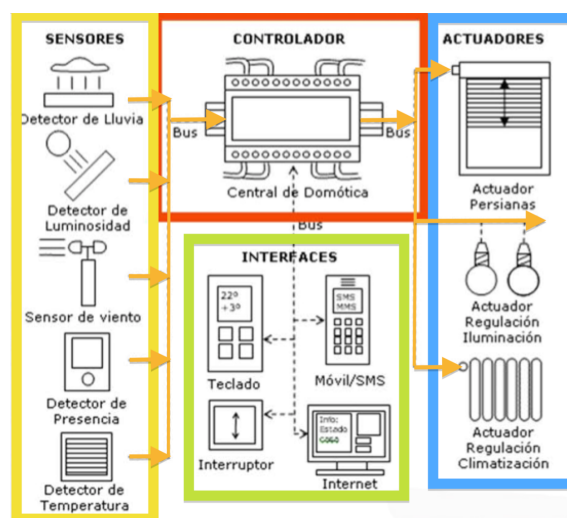 SENSORES
Detector de Lluvia
Detector de
Luminosidad
Sensor de viento
Detector de
Presencia
Detector de
Temperatura
CONTROLADOR
Bus
Bus
Central de Domótica
Bus
INTERFACES
22º
+3º
Teclado
SMS
MMS
Móvil/SMS
Interruptor
Info:
Estado
Internet
ACTUADORES
Actuador
Persianas
Actuador
Regulación
Iluminación
Actuador
Regulación
Climatización